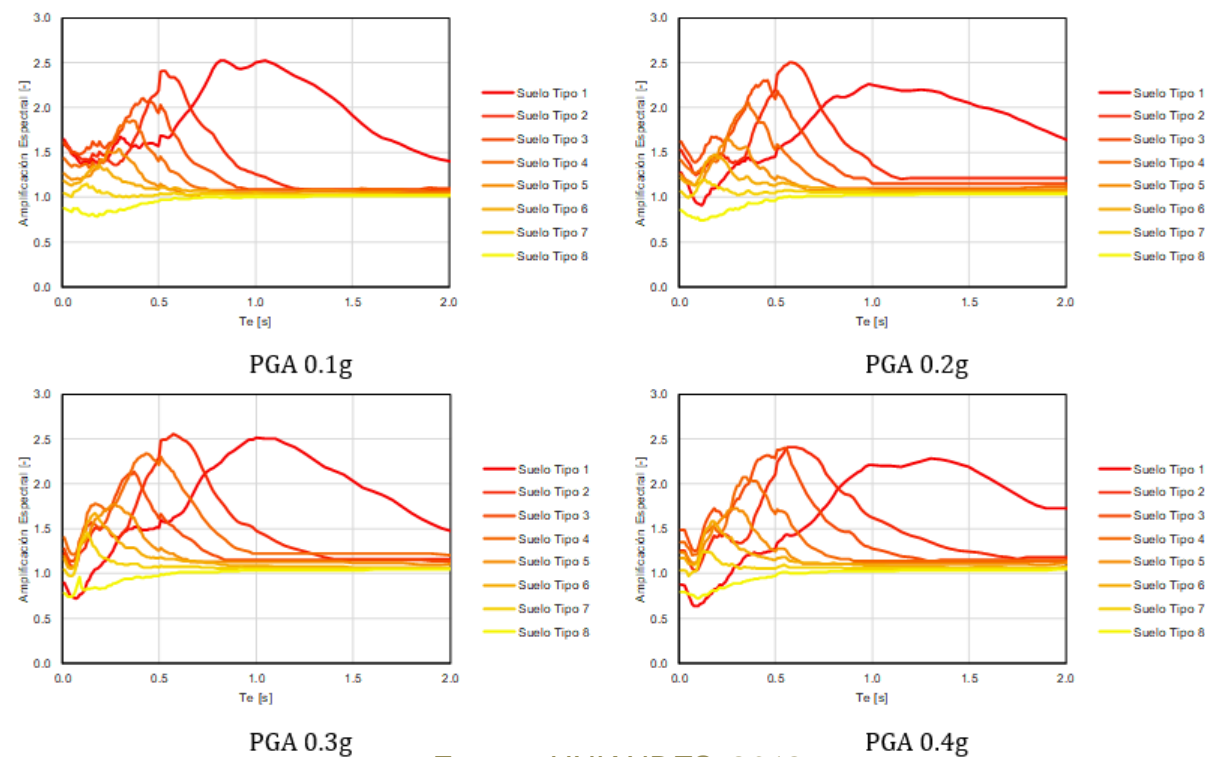 3.0
2.5
2.0
1.5
1.0
0.5
0.0
Amplificación Espectral [-]
0.0 0.5 1.0 1.5 2.0
Te [s]
Suelo Tipo 1
Suelo Tipo 2
Suelo Tipo 3
Suelo Tipo 4
Suelo Tipo 5
Suelo Tipo 6
Suelo Tipo 7
Suelo Tipo 8
PGA 0.1g
3.0
2.5
2.0
1.5
1.0
0.5
0.0
Amplificación Espectral [-]
0.0 0.5 1.0 1.5 2.0
Te [s]
Suelo Tipo 1
Suelo Tipo 2
Suelo Tipo 3
Suelo Tipo 4
Suelo Tipo 5
Suelo Tipo 6
Suelo Tipo 7
Suelo Tipo 8
PGA 0.2g
3.0
2.5
2.0
1.5
1.0
0.5
0.0
Amplificación Espectral [-]
0.0 0.5 1.0 1.5 2.0
Te [s]
Suelo Tipo 1
Suelo Tipo 2
Suelo Tipo 3
Suelo Tipo 4
Suelo Tipo 5
Suelo Tipo 6
Suelo Tipo 7
Suelo Tipo 8
PGA 0.3g
3.0
2.5
2.0
1.5
1.0
0.5
0.0
Amplificación Espectral [-]
0.0 0.5 1.0 1.5 2.0
Te [s]
Suelo Tipo 1
Suelo Tipo 2
Suelo Tipo 3
Suelo Tipo 4
Suelo Tipo 5
Suelo Tipo 6
Suelo Tipo 7
Suelo Tipo 8
PGA 0.4g